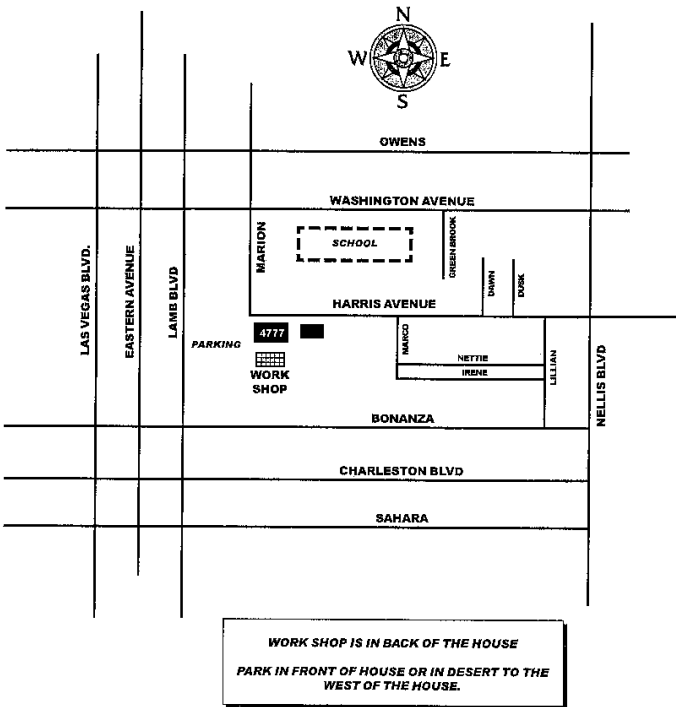 N
W E
S
OWENS
WASHINGTON AVENUE
MARION
SCHOOL
GREEN BROOK
DAWN
DUSK
LAS VEGAS BLVD.
EASTERN AVENUE
LAMB BLVD
HARRIS AVENUE
PARKING
4777
WORK
SHOP
MARCO
NETTIE
IRENE
LILLIAN
NELLIS BLVD
BONANZA
CHARLESTON BLVD
SAHARA
WORK SHOP IS IN BACK OF THE HOUSE
PARK IN FRONT OF HOUSE OR IN DESERT TO THE
WEST OF THE HOUSE.